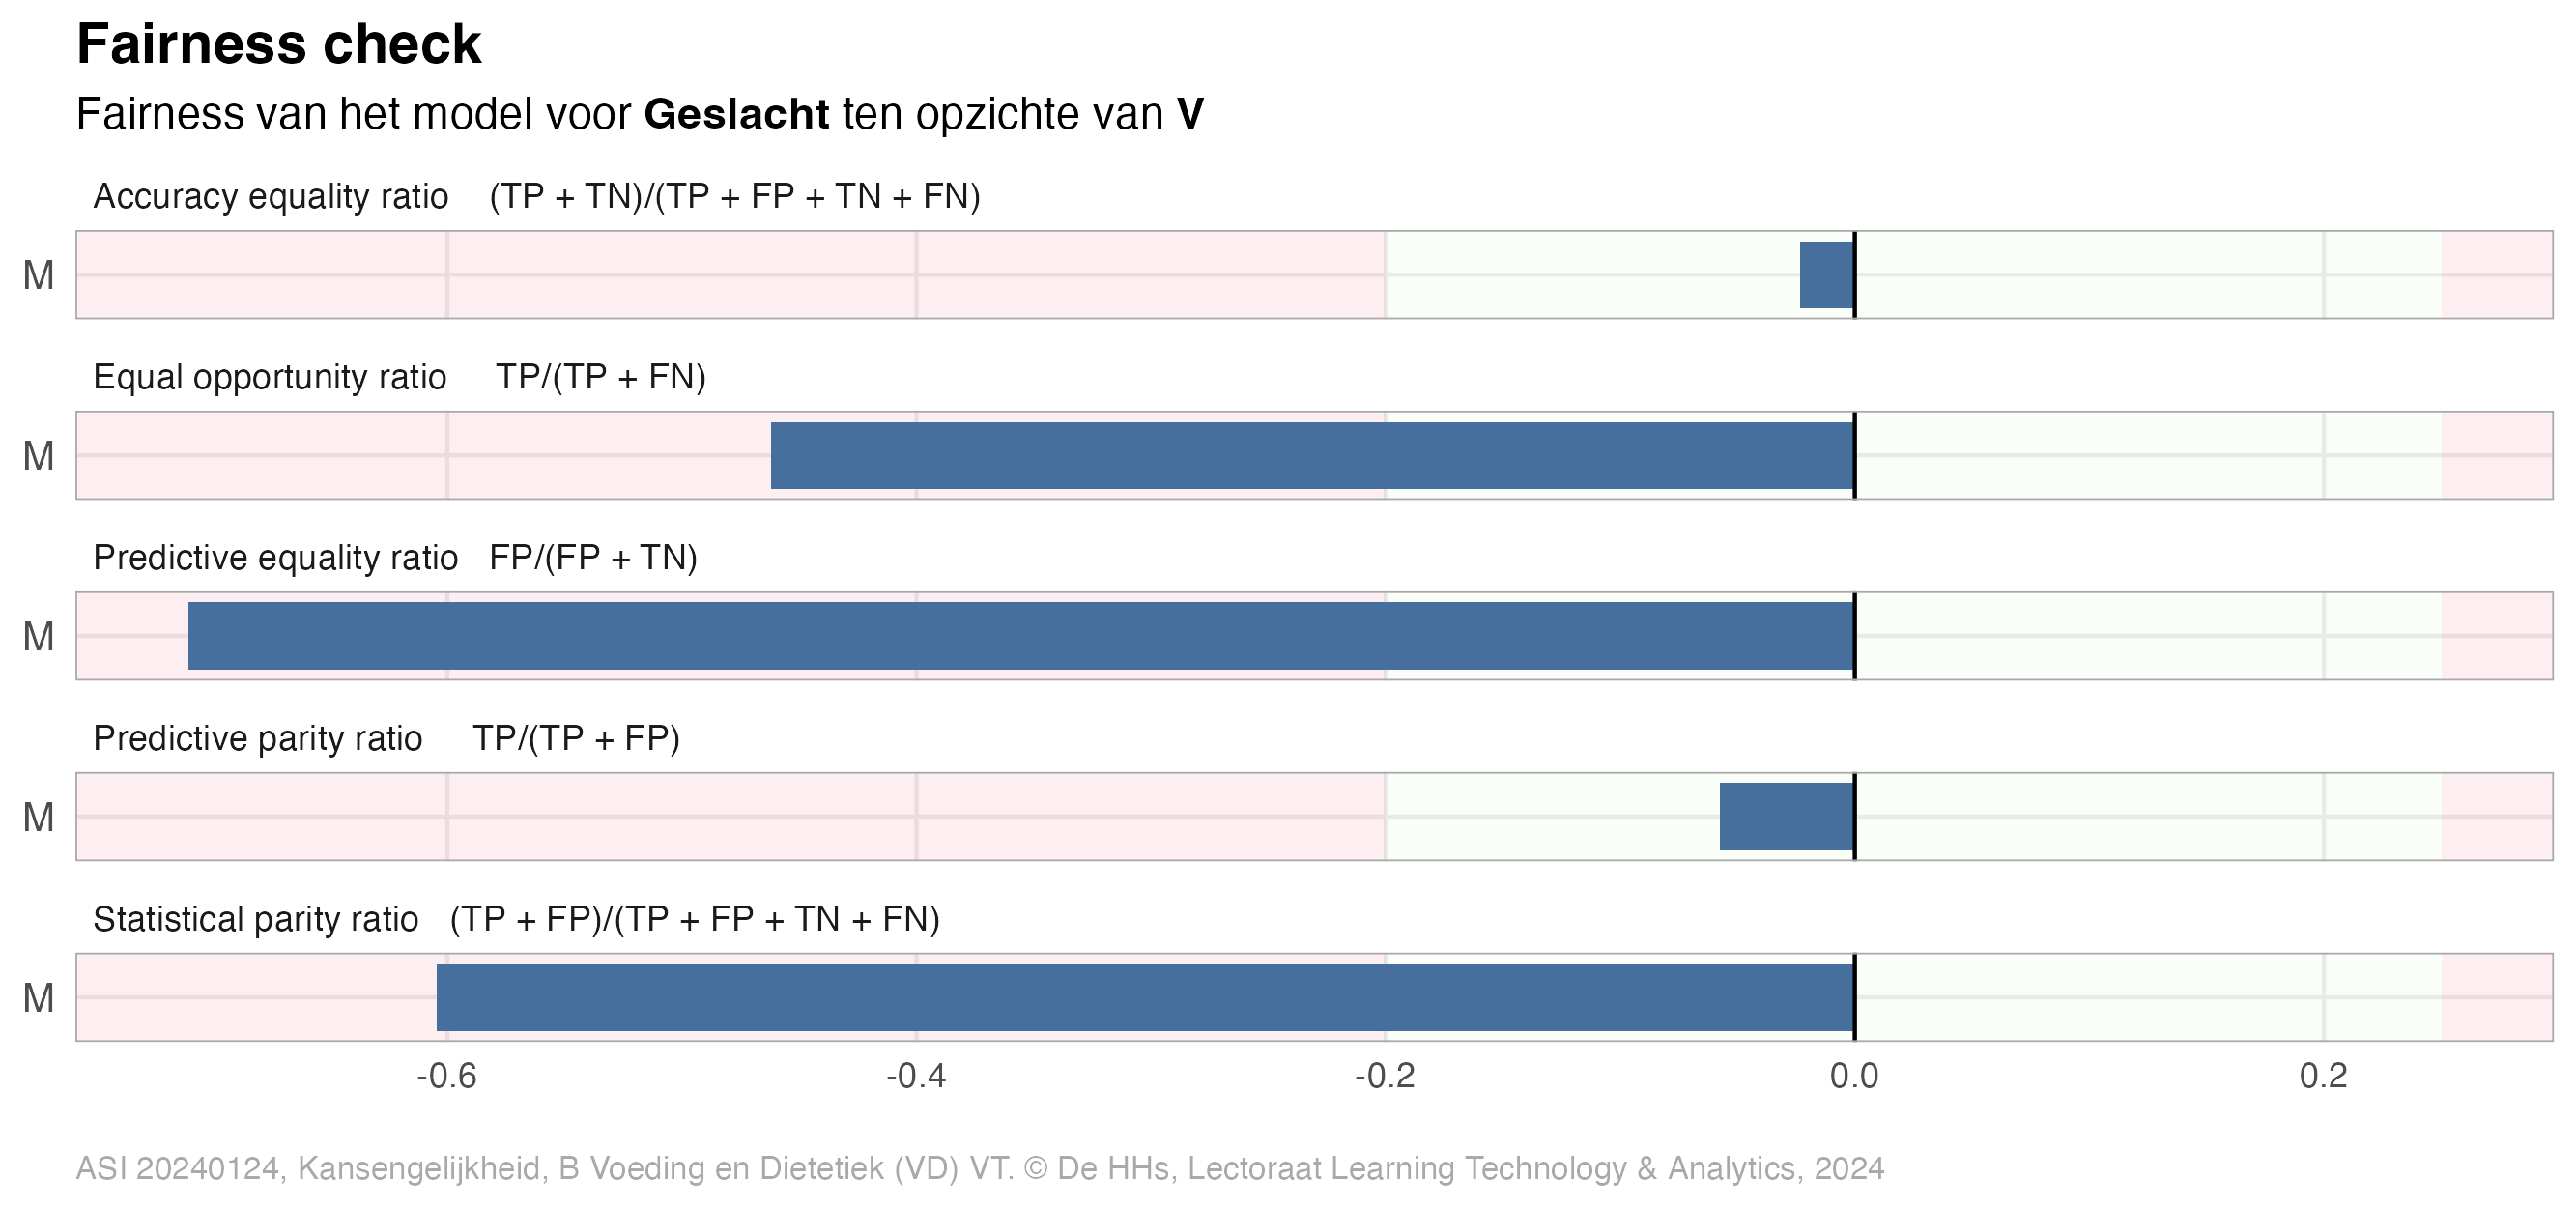 Fairness check
Fairness van het model voor Geslacht ten opzichte van V
Accuracy equality ratio (TP + TN)/(TP + FP + TN + FN)
M
Equal opportunity ratio TP/(TP + FN)
M
Predictive equality ratio FP/(FP + TN)
M
Predictive parity ratio TP/(TP + FP)
M
Statistical parity ratio (TP + FP)/(TP + FP + TN + FN)
M
-0.6 -0.4 -0.2 0.0 0.2
ASI 20240124, Kansengelijkheid, B Voeding en Dietetiek (VD) VT. © De HHs, Lectoraat Learning Technology & Analytics, 2024